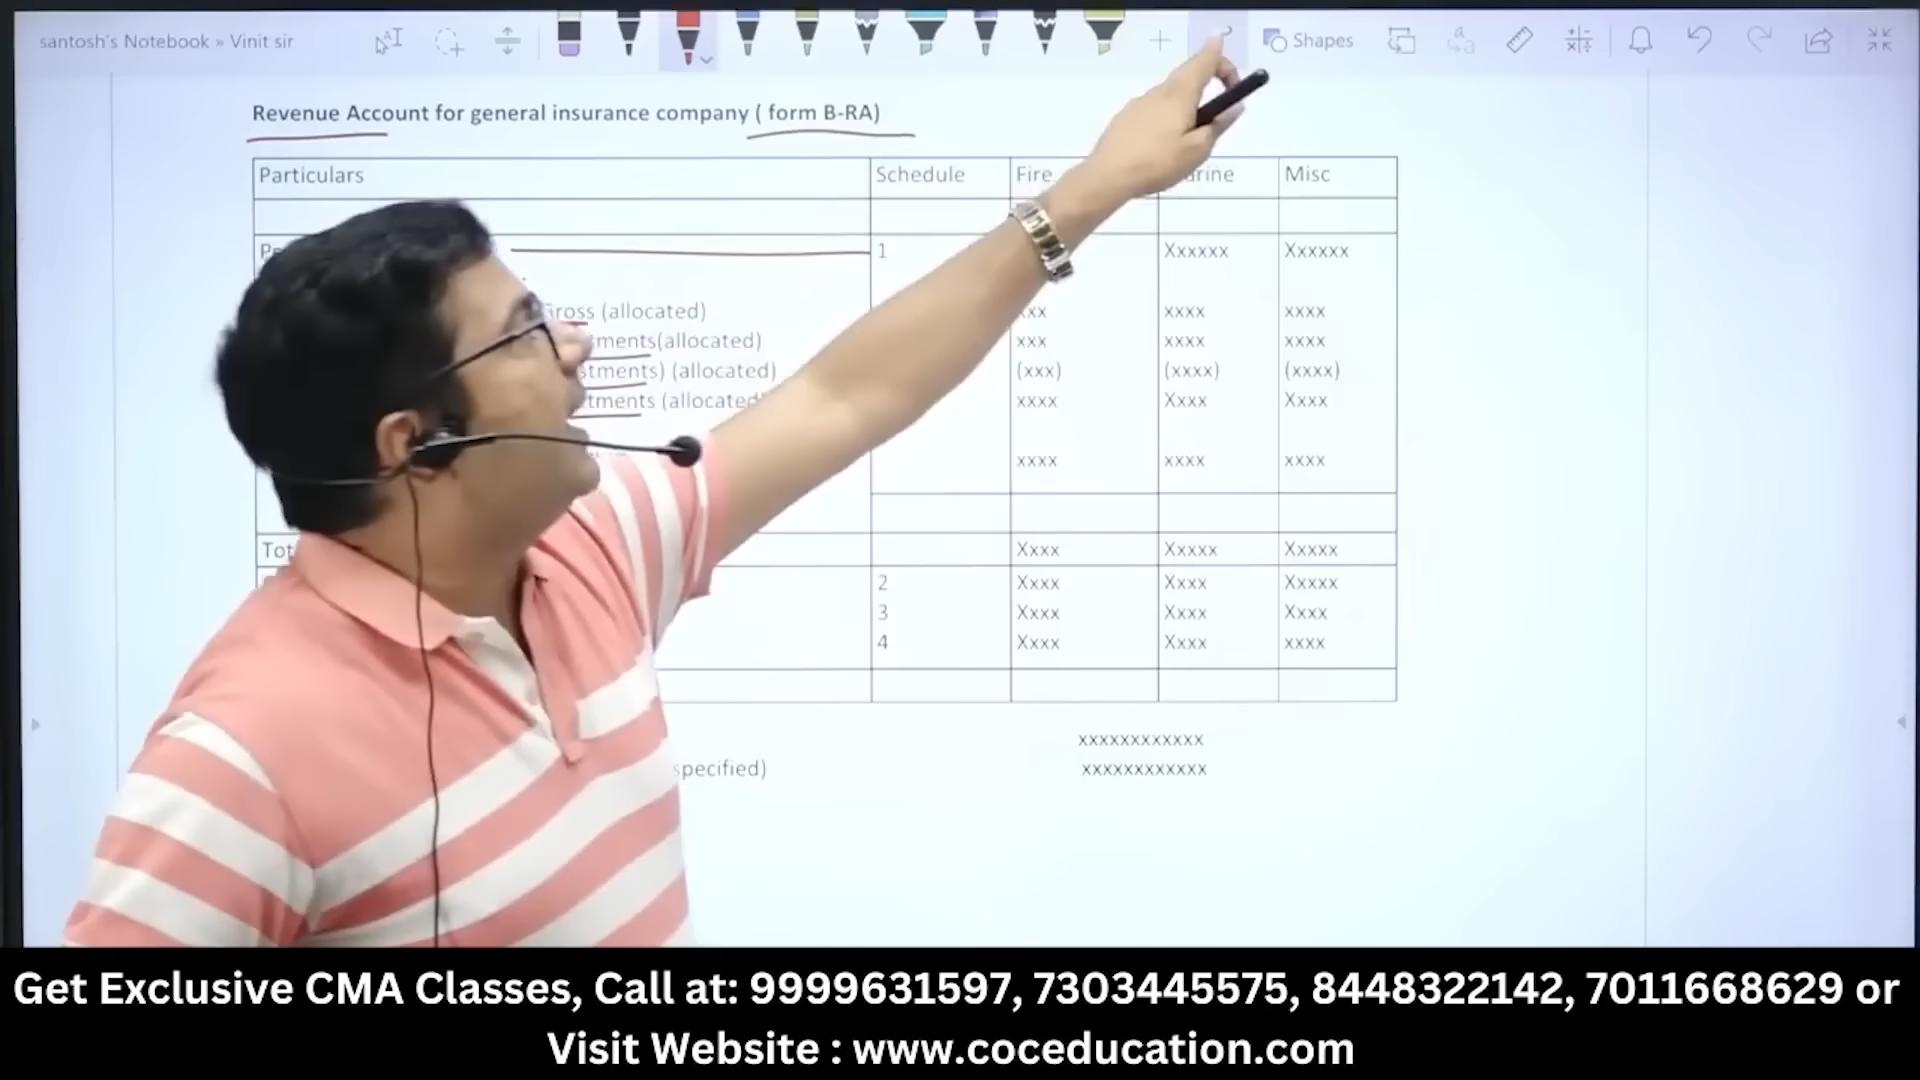 santosh's Notebook » Vinit sir
Shapes
Revenue Account for general insurance company ( form B-RA)
Particulars Schedule Fire Misc
1 Xxxxxx Xxxxxx
Gross (allocated) xxxx xxxx
(allocated) xxx xxxx xxxx
(allocated) (xxx) (xxxx) (xxxx)
xxxx Xxxx Xxxx
xxxx xxxx xxxx
Xxxx Xxxxx Xxxxx
2 Xxxx Xxxx Xxxxx
3 Xxxx Xxxx Xxxx
4 Xxxx Xxxx xxxx
xxxxxxxxxxxx
specified) xxxxxxxxxxxx
Get Exclusive CMA Classes, Call at: 9999631597, 7303445575, 8448322142, 7011668629 or
Visit Website : www.coceducation.com